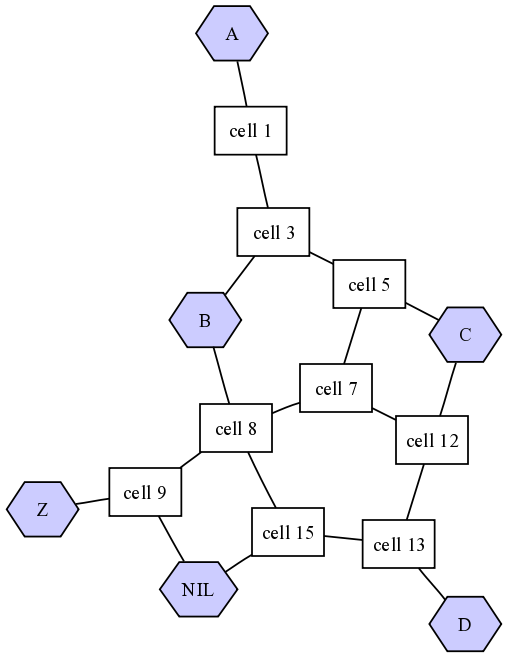 A
cell 1
cell 3
cell 5
B
C
cell 7
cell 8
cell 12
cell 9
Z
cell 15
cell 13
NIL
D